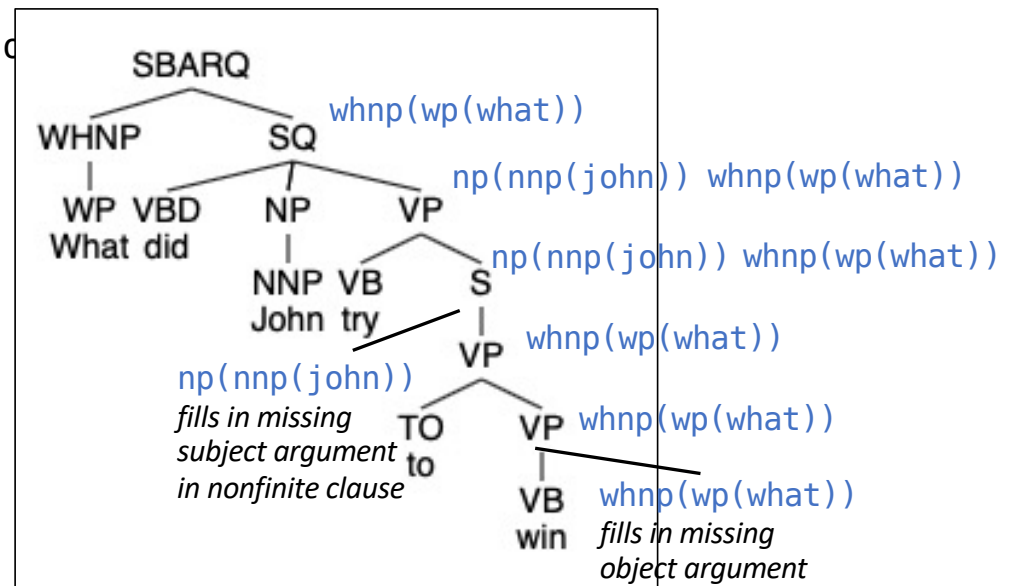 SBARQ
whnp(wp(what))
WHNP SQ
np(nnp(john)) whnp(wp(what))
WP VBD NP VP
What did
np(nnp(john)) whnp(wp(what))
NNP VB S
John try
whnp(wp(what))
VP
np(nnp(john))
fills in missing
subject argument
in nonfinite clause
TO VP whnp(wp(what))
to
VB whnp(wp(what))
win fills in missing
object argument